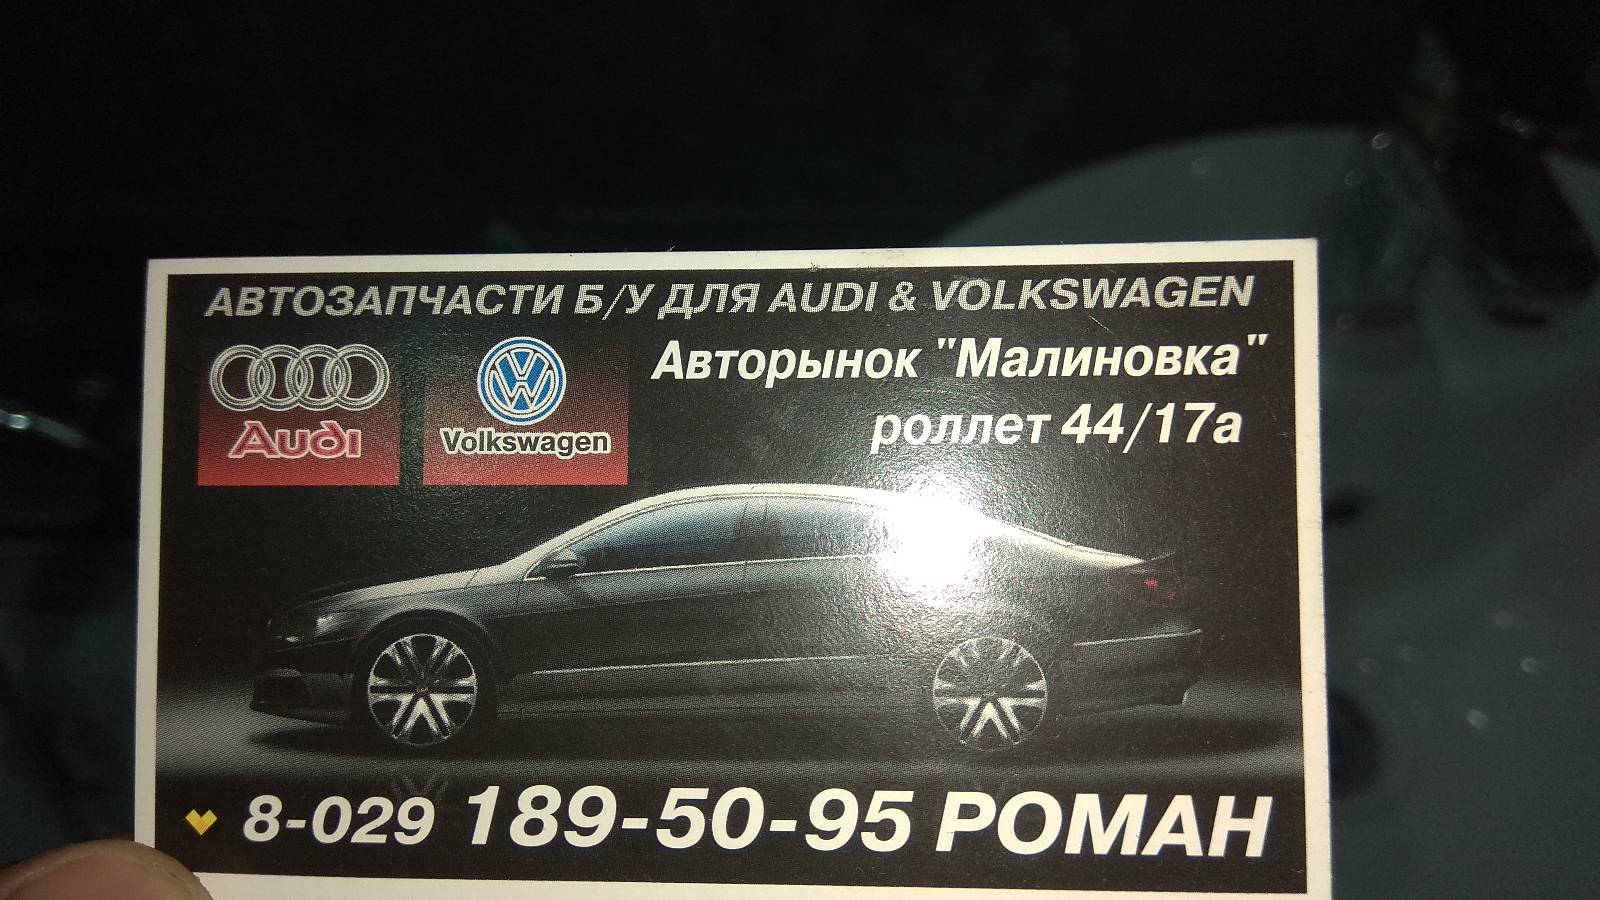 АВТОЗАПЧАСТИ Б/У ДЛЯ AUDI & VOLKSWAGEN
Авторынок "Малиновка"
роллет 44/17а
Audi
Volkswagen
8-029 189-50-95 РОМАН